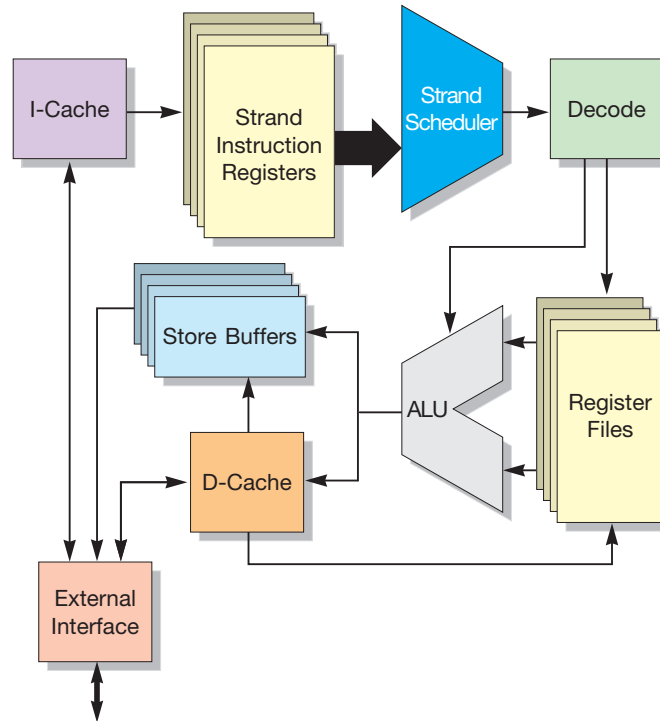 I-Cache
Strand
Instruction
Registers
Strand
Scheduler
Decode
Store Buffers
ALU
Register
Files
D-Cache
External
Interface